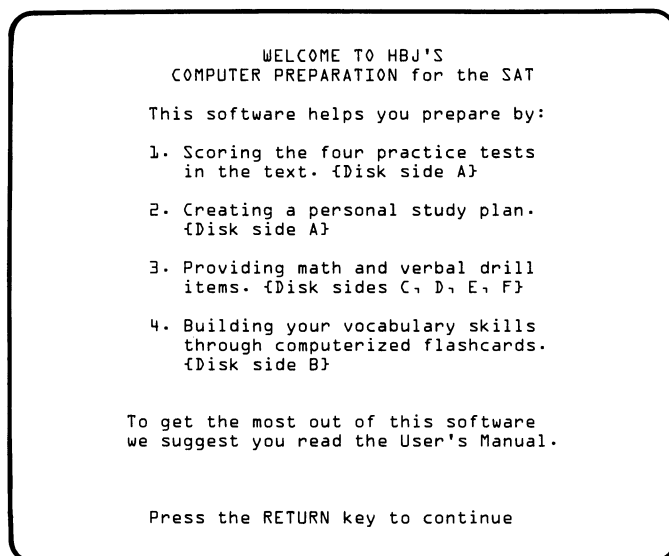 WELCOME TO HBJ'S
COMPUTER PREPARATION for the SAT
This software helps you prepare by:
1. Scoring the four practice tests
in the text. {Disk side A}
2. Creating a personal study plan.
{Disk side A}
3. Providing math and verbal drill
items. {Disk sides C, D, E, F}
4. Building your vocabulary skills
through computerized flashcards.
{Disk side B}
To get the most out of this software
we suggest you read the User's Manual.
Press the RETURN key to continue